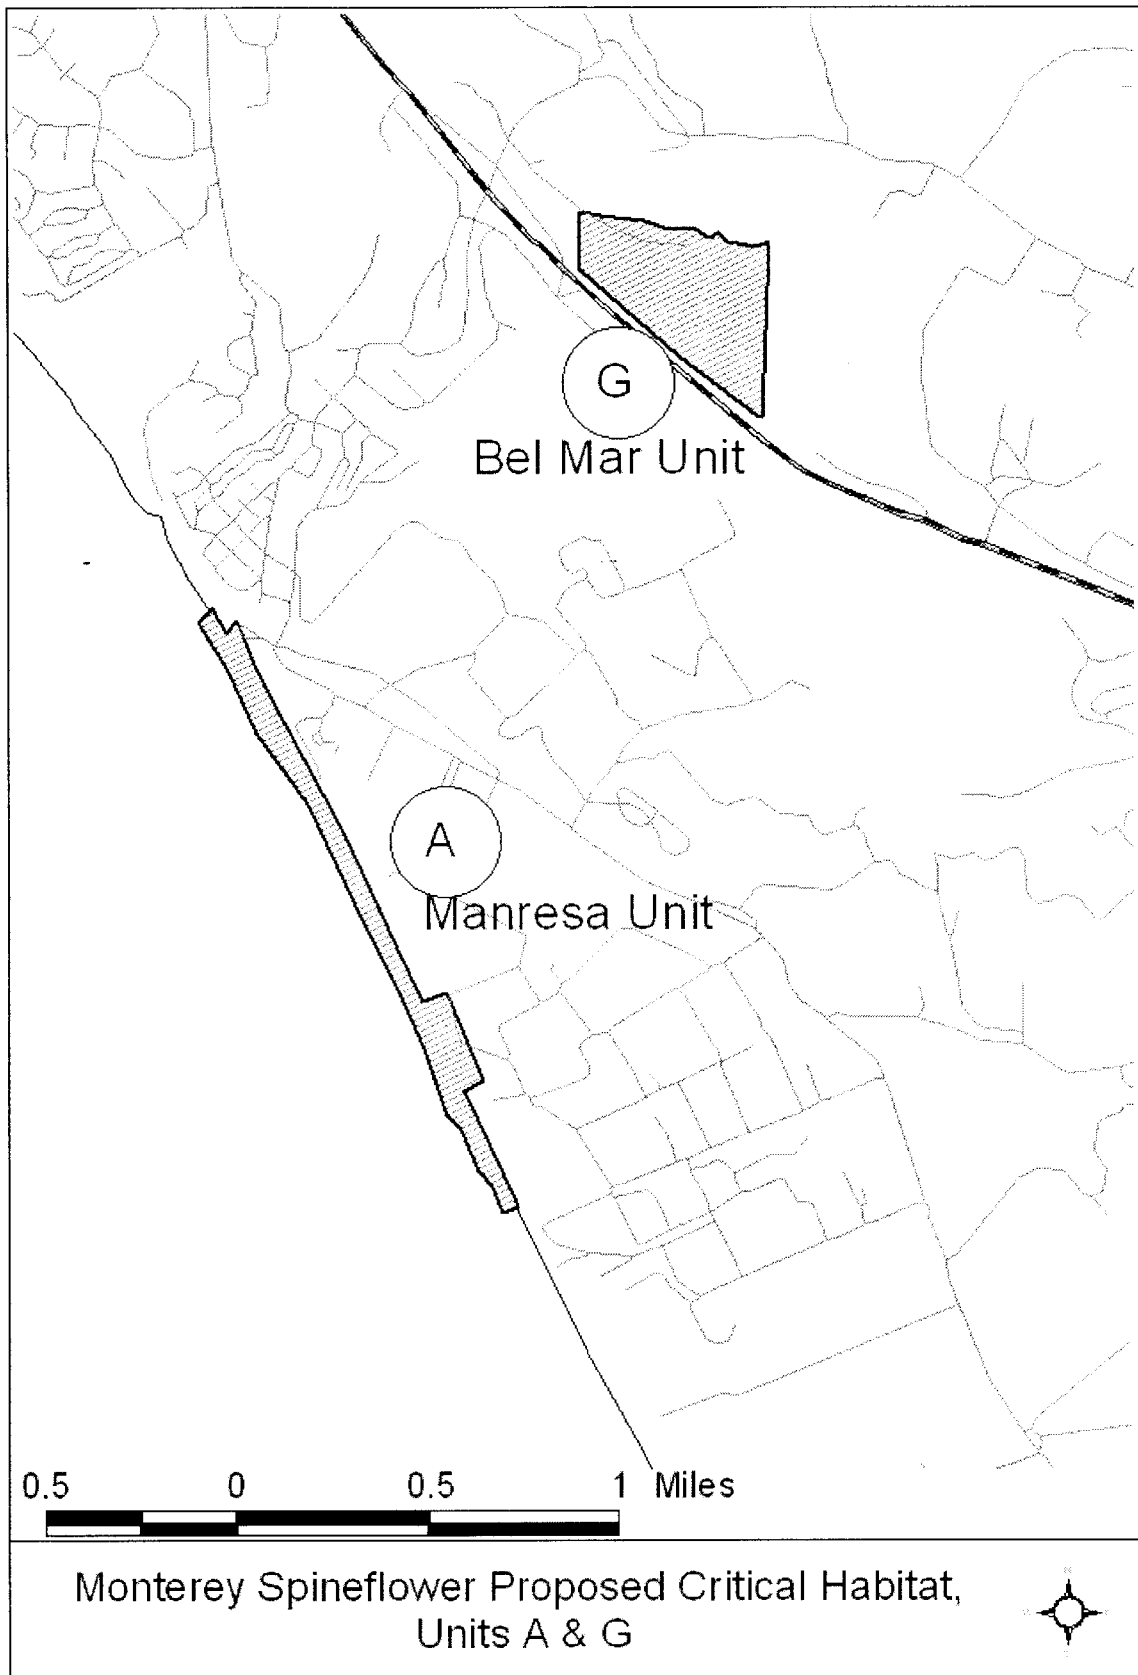 G
Bel Mar Unit
A
Manresa Unit
0.5 0 0.5 1 Miles
Monterey Spineflower Proposed Critical Habitat,
Units A & G